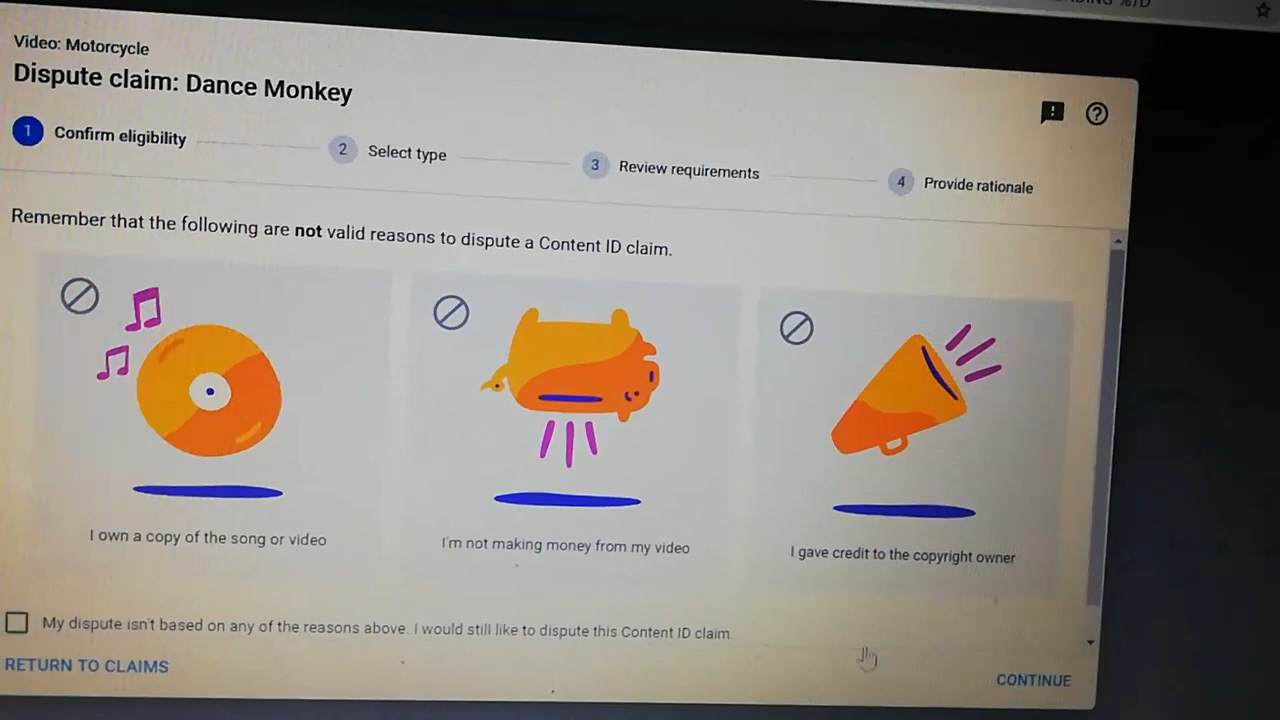 Video: Motorcycle
Dispute claim: Dance Monkey
1 Confirm eligibility
2 Select type
3 Review requirements
4 Provide rationale
Remember that the following are not valid reasons to dispute a Content ID claim.
I own a copy of the song or video
I'm not making money from my video
I gave credit to the copyright owner
My dispute isn't based on any of the reasons above. I would still like to dispute this Content ID claim.
RETURN TO CLAIMS
CONTINUE